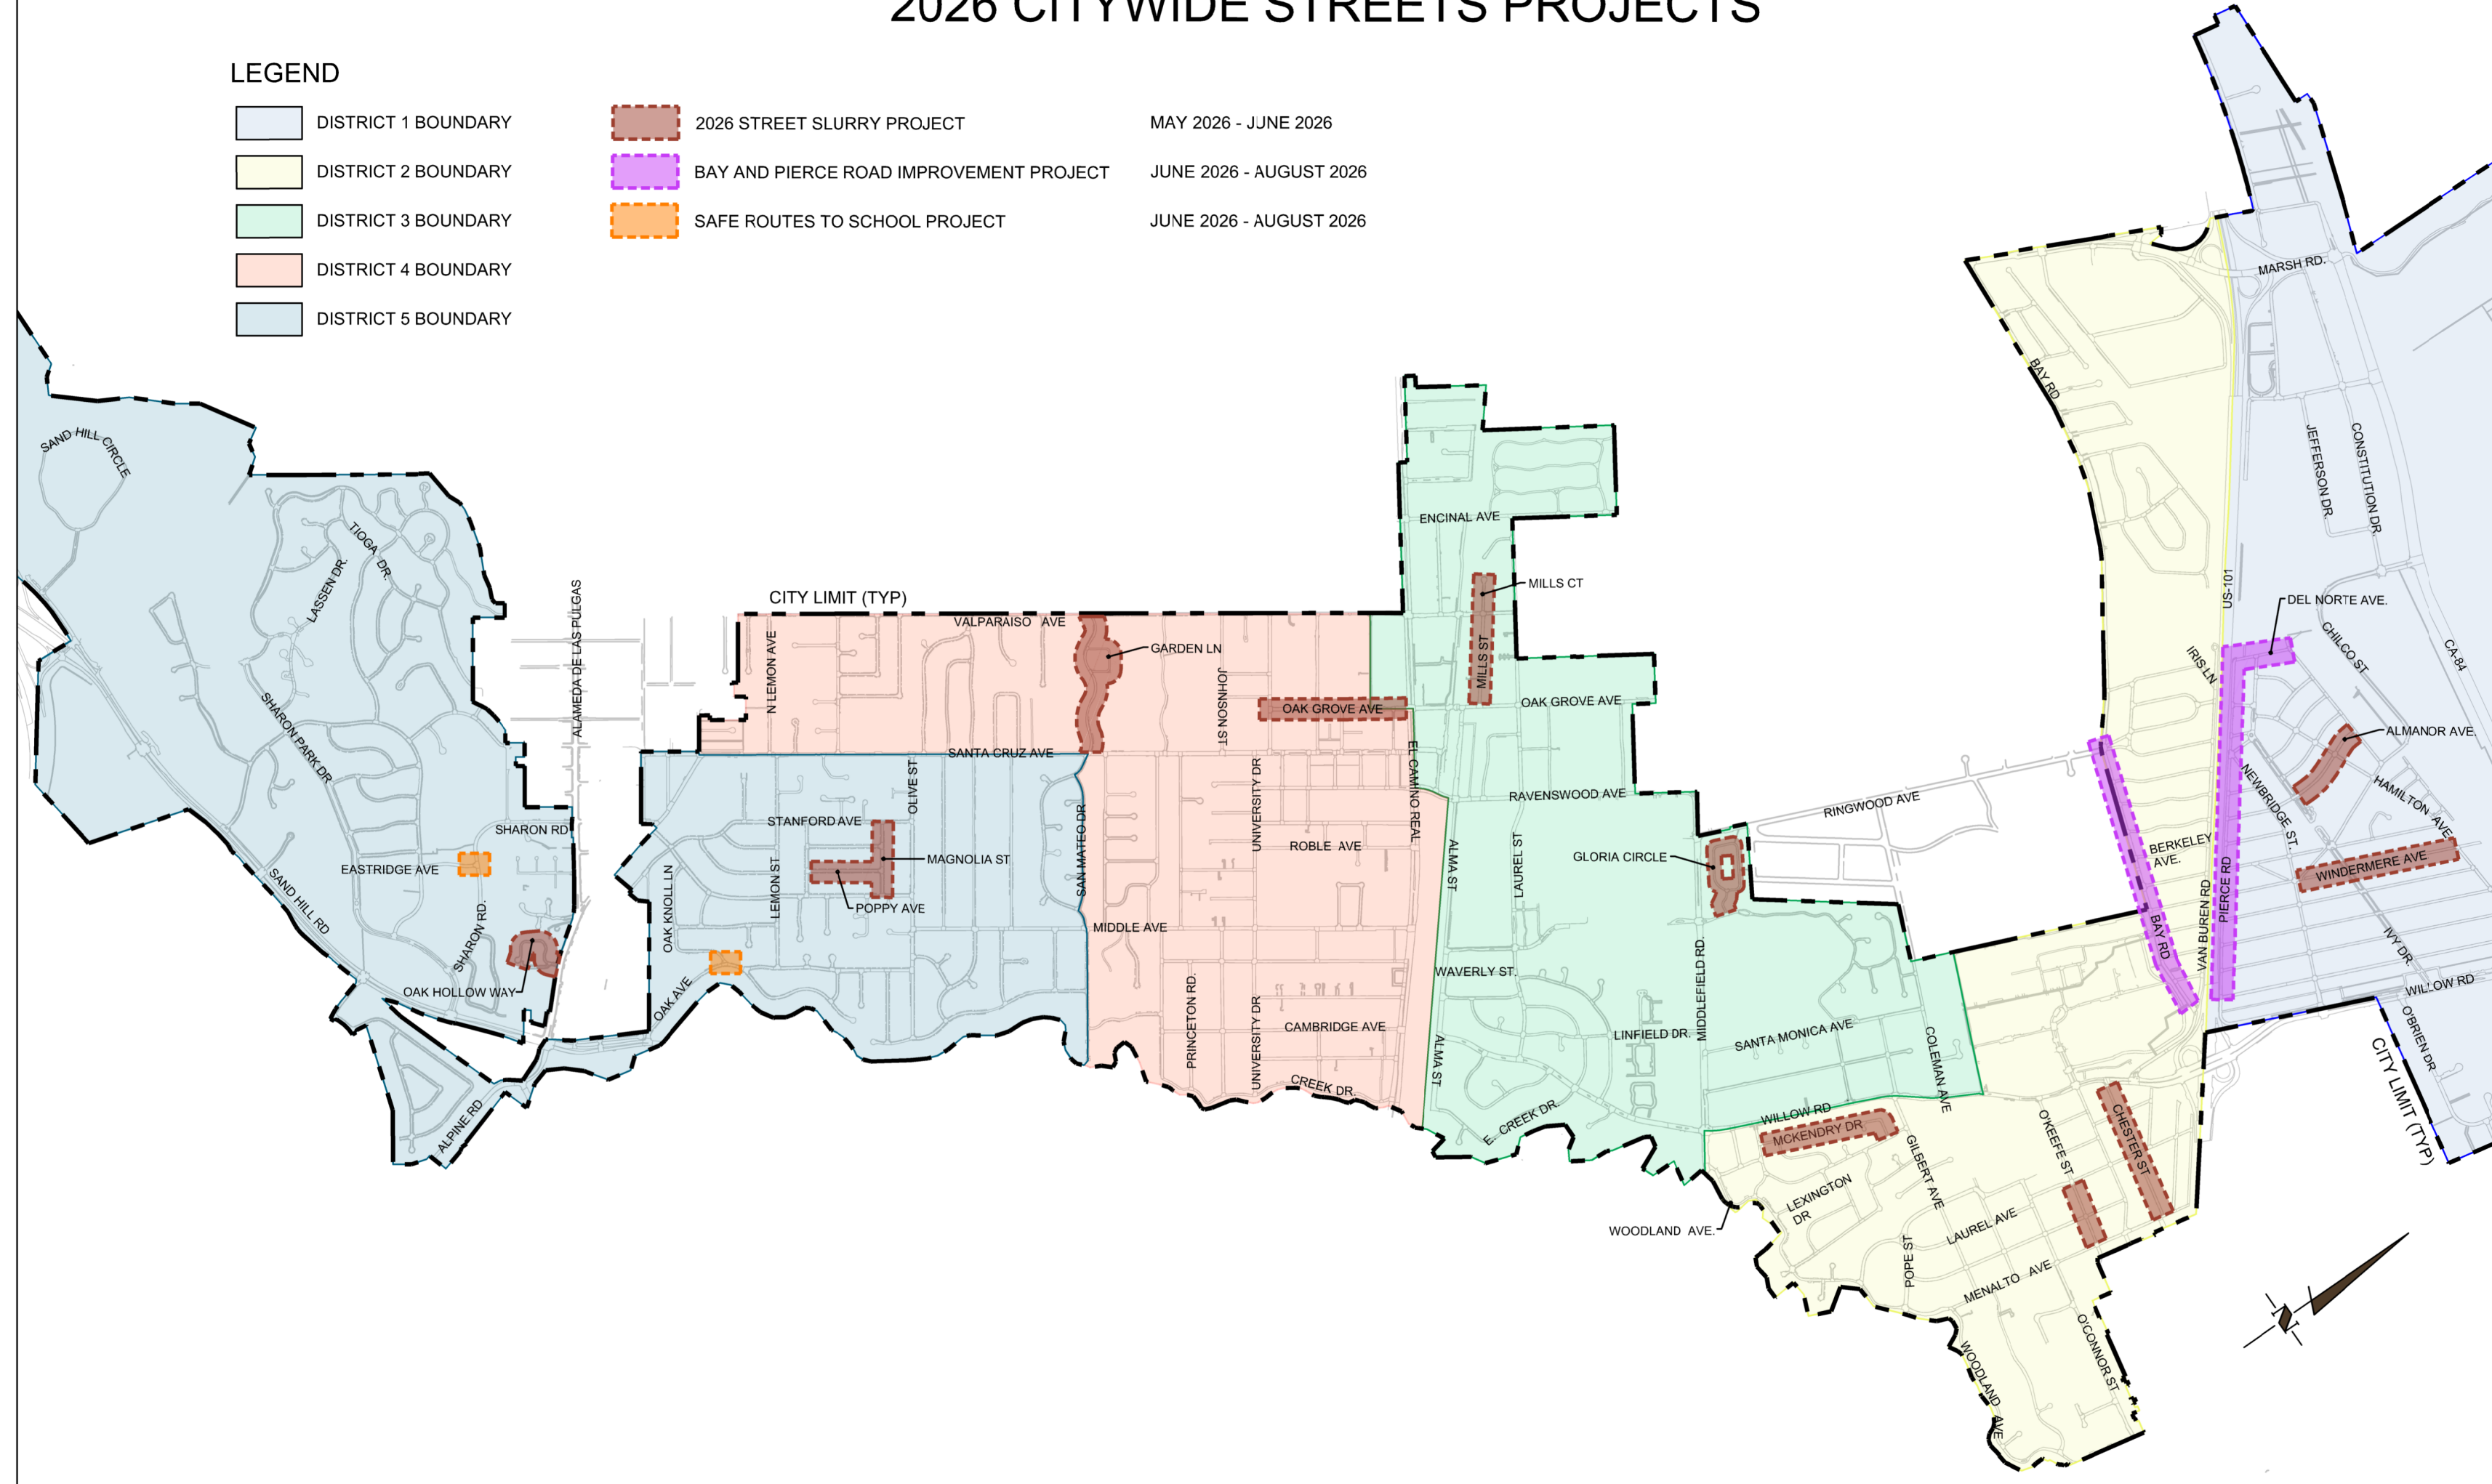 2026 CITYWIDE STREETS PROJECTS
LEGEND
DISTRICT 1 BOUNDARY
DISTRICT 2 BOUNDARY
DISTRICT 3 BOUNDARY
DISTRICT 4 BOUNDARY
DISTRICT 5 BOUNDARY
2026 STREET SLURRY PROJECT
MAY 2026 - JUNE 2026
BAY AND PIERCE ROAD IMPROVEMENT PROJECT
JUNE 2026 - AUGUST 2026
SAFE ROUTES TO SCHOOL PROJECT
JUNE 2026 - AUGUST 2026
SAND HILL CIRCLE
TIOGA DR.
LASSEN DR.
SHARON PARK DR
SHARON RD
EASTRIDGE AVE
SAND HILL RD
SHARON RD.
OAK HOLLOW WAY
ALPINE RD
ALAMEDA DE LAS PULGAS
CITY LIMIT (TYP)
N LEMON AVE
VALPARAISO AVE
GARDEN LN
JOHNSON ST
OAK GROVE AVE
SANTA CRUZ AVE
OLIVE ST
STANFORD AVE
MAGNOLIA ST
LEMON ST
POPPY AVE
OAK KNOLL LN
OAK AVE
SAN MATEO DR
UNIVERSITY DR
ROBLE AVE
EL CAMINO REAL
MIDDLE AVE
PRINCETON RD.
UNIVERSITY DR
CAMBRIDGE AVE
CREEK DR.
ENCINAL AVE
MILLS CT
MILLS ST
OAK GROVE AVE
RAVENSWOOD AVE
ALMA ST
LAUREL ST
GLORIA CIRCLE
WAVERLY ST.
MIDDLEFIELD RD.
LINFIELD DR.
SANTA MONICA AVE
ALMA ST
E. CREEK DR.
COLEMAN AVE
RINGWOOD AVE
WILLOW RD
MCKENDRY DR
GILBERT AVE
LEXINGTON
DR
WOODLAND AVE.
POPE ST
LAUREL AVE
MENALTO AVE
O'KEEFE ST
CHESTER ST
O'CONNOR ST
WOODLAND AVE
BAY RD
MARSH RD.
JEFFERSON DR.
CONSTITUTION DR.
US-101
DEL NORTE AVE.
CHILCO ST
CA-84
IRIS LN
ALMANOR AVE.
NEWBRIDGE ST.
HAMILTON AVE
BERKELEY
AVE.
WINDERMERE AVE
VAN BUREN RD
PIERCE RD
BAY RD
IVY DR.
WILLOW RD
O'BRIEN DR
CITY LIMIT (TYP)
N